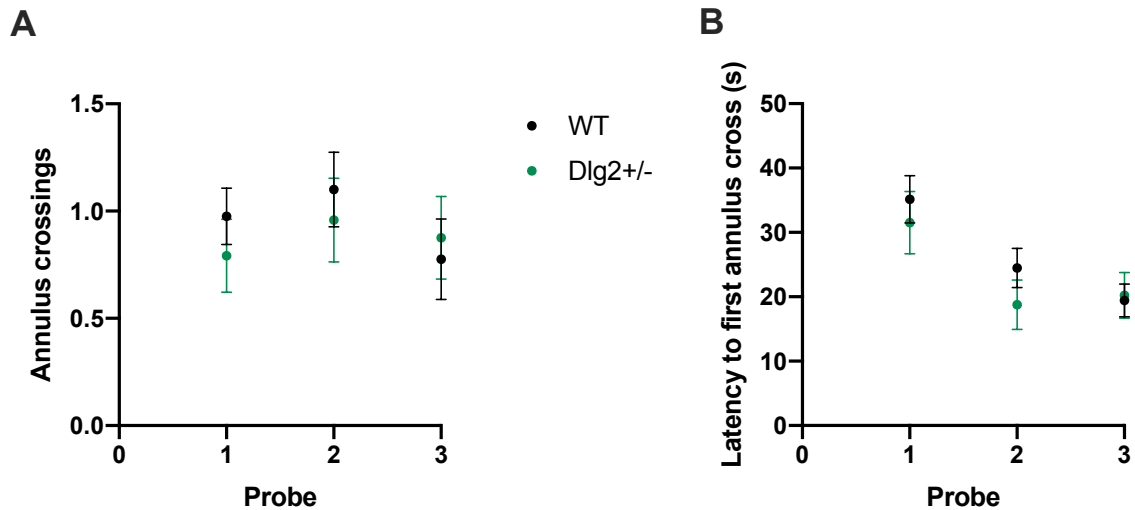 A
Annulus crossings
1.5
1.0
0.5
0.0
0 1 2 3
Probe
WT
Dlg2+/-
B
Latency to first annulus cross (s)
50
40
30
20
10
0
0 1 2 3
Probe